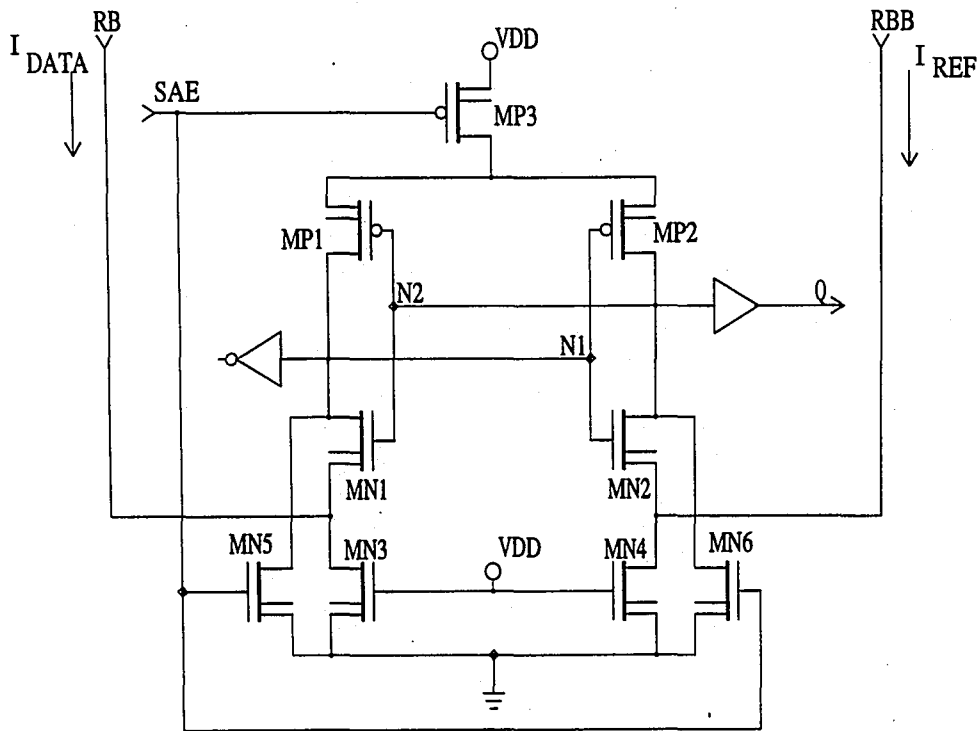 RB
RBB
I DATA
VDD
I REF
SAE
MP3
MP1
MP2
N2
Q
N1
MN1
MN2
MN5
MN3
VDD
MN4
MN6